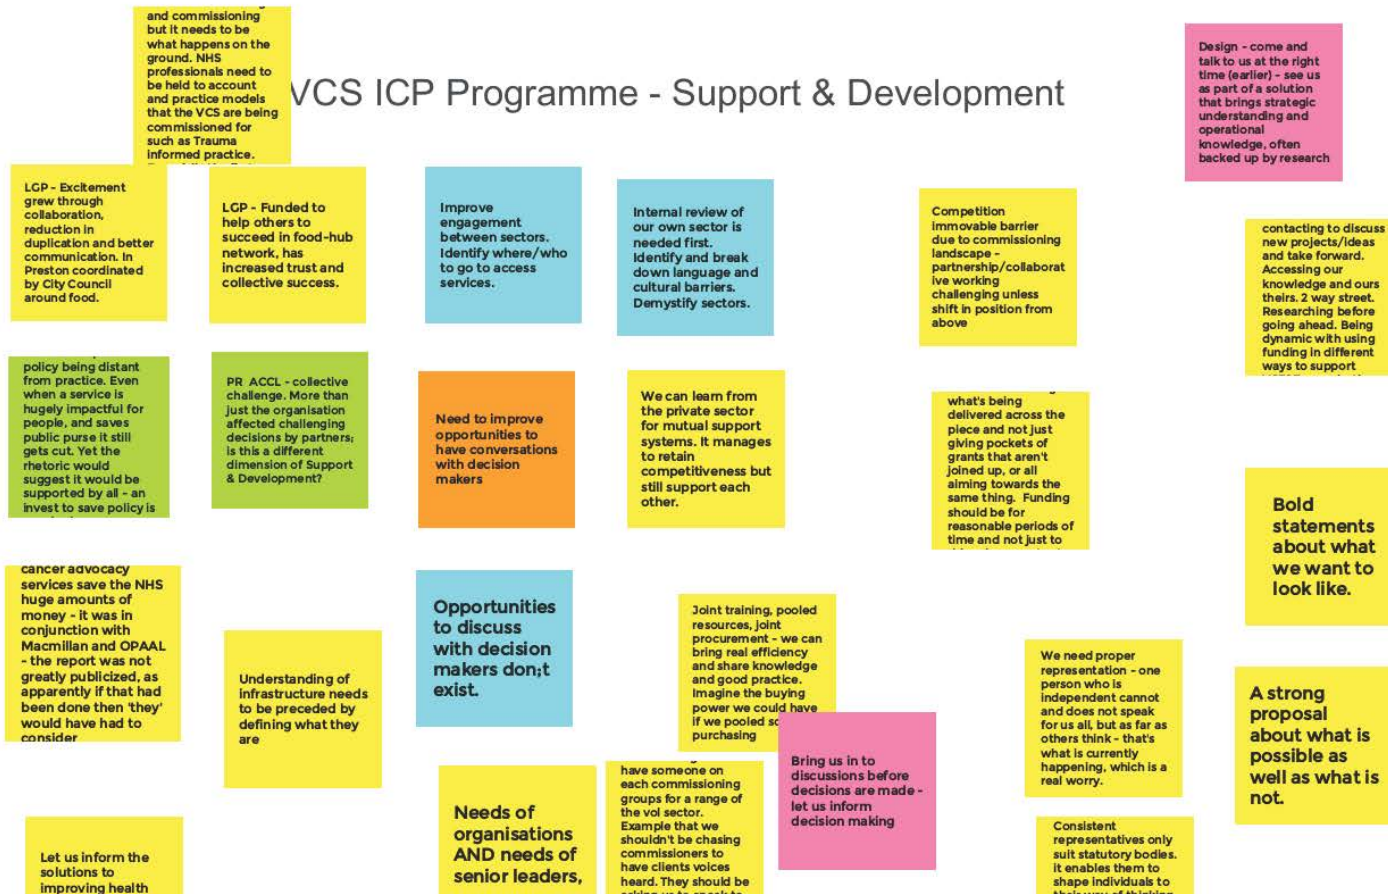 and commissioning
but it needs to be
what happens on the
ground. NHS
professionals need to
be held to account
and practice models
that the VCS are being
commissioned for
such as Trauma
informed practice.
VCS ICP Programme - Support & Development
Design - come and
talk to us at the right
time (earlier) - see us
as part of a solution
that brings strategic
understanding and
operational
knowledge, often
backed up by research
LGP - Excitement
grew through
collaboration,
reduction in
duplication and better
communication. In
Preston coordinated
by City Council
around food.
LGP - Funded to
help others to
succeed in food-hub
network, has
increased trust and
collective success.
Improve
engagement
between sectors.
Identify where/who
to go to access
services.
Internal review of
our own sector is
needed first.
Identify and break
down language and
cultural barriers.
Demystify sectors.
Competition
immovable barrier
due to commissioning
landscape -
partnership/collaborat
ive working
challenging unless
shift in position from
above
contacting to discuss
new projects/ideas
and take forward.
Accessing our
knowledge and ours
theirs. 2 way street.
Researching before
going ahead. Being
dynamic with using
funding in different
ways to support
policy being distant
from practice. Even
when a service is
hugely impactful for
people, and saves
public purse it still
gets cut. Yet the
rhetoric would
suggest it would be
supported by all - an
invest to save policy is
PR ACCL - collective
challenge. More than
just the organisation
affected challenging
decisions by partners;
is this a different
dimension of Support
& Development?
Need to improve
opportunities to
have conversations
with decision
makers
We can learn from
the private sector
for mutual support
systems. It manages
to retain
competitiveness but
still support each
other.
what's being
delivered across the
piece and not just
giving pockets of
grants that aren't
joined up, or all
aiming towards the
same thing. Funding
should be for
reasonable periods of
time and not just to
Bold
statements
about what
we want to
look like.
cancer advocacy
services save the NHS
huge amounts of
money - it was in
conjunction with
Macmillan and OPAAL
- the report was not
greatly publicized, as
apparently if that had
been done then 'they'
would have had to
consider
Understanding of
infrastructure needs
to be preceded by
defining what they
are
Opportunities
to discuss
with decision
makers don;t
exist.
Joint training, pooled
resources, joint
procurement - we can
bring real efficiency
and share knowledge
and good practice.
Imagine the buying
power we could have
if we pooled
purchasing
Bring us in to
discussions before
decisions are made -
let us inform
decision making
We need proper
representation - one
person who is
independent cannot
and does not speak
for us all, but as far as
others think - that's
what is currently
happening, which is a
real worry.
A strong
proposal
about what is
possible as
well as what is
not.
Let us inform the
solutions to
improving health
Needs of
organisations
AND needs of
senior leaders,
have someone on
each commissioning
groups for a range of
the vol sector.
Example that we
shouldn't be chasing
commissioners to
have clients voices
heard. They should be
Consistent
representatives only
suit statutory bodies.
it enables them to
shape individuals to